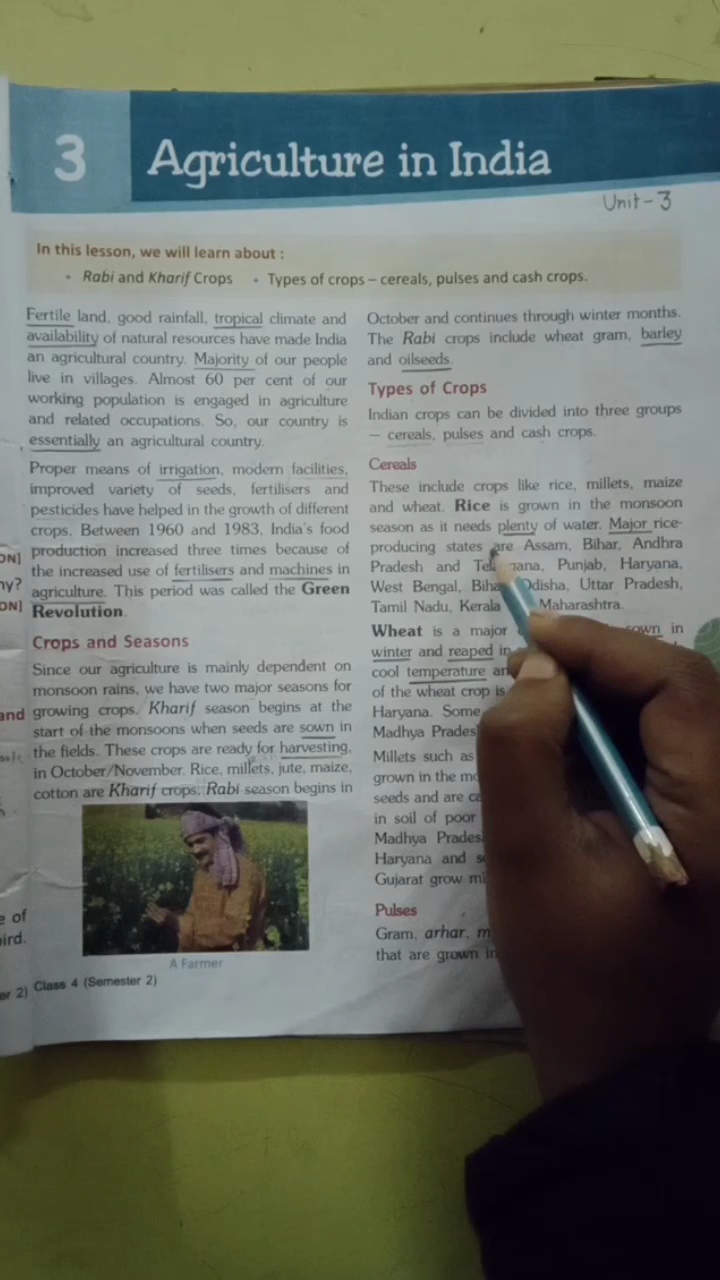 3 Agriculture in India
Unit-3
In this lesson, we will learn about :
• Rabi and Kharif Crops • Types of crops – cereals, pulses and cash crops.
Fertile land, good rainfall, tropical climate and
availability of natural resources have made India
an agricultural country. Majority of our people
live in villages. Almost 60 per cent of our
working population is engaged in agriculture
and related occupations. So, our country is
essentially an agricultural country.
Proper means of irrigation, modern facilities,
improved variety of seeds, fertilisers and
pesticides have helped in the growth of different
crops. Between 1960 and 1983, India's food
production increased three times because of
the increased use of fertilisers and machines in
agriculture. This period was called the Green
Revolution.
Crops and Seasons
Since our agriculture is mainly dependent on
monsoon rains, we have two major seasons for
growing crops. Kharif season begins at the
start of the monsoons when seeds are sown in
the fields. These crops are ready for harvesting,
in October/November. Rice, millets, jute, maize,
cotton are Kharif crops. Rabi season begins in
A Farmer
Class 4 (Semester 2)
October and continues through winter months.
The Rabi crops include wheat gram, barley
and oilseeds.
Types of Crops
Indian crops can be divided into three groups
– cereals, pulses and cash crops.
Cereals
These include crops like rice, millets, maize
and wheat. Rice is grown in the monsoon
season as it needs plenty of water. Major rice-
producing states are Assam, Bihar, Andhra
Pradesh and Punjab, Haryana,
West Bengal, Odisha, Uttar Pradesh,
Tamil Nadu, Kerala Maharashtra.
Wheat is a major sown in
winter and reaped in
cool temperature
of the wheat crop is
Haryana. Some
Madhya Prades
Millets such as
grown in the
seeds and are
in soil of poor
Madhya Prades
Haryana and
Gujarat grow
Pulses
Gram, arhar,
that are grown in
ON]
ny?
ON]
and
e of
ird.
er 2)